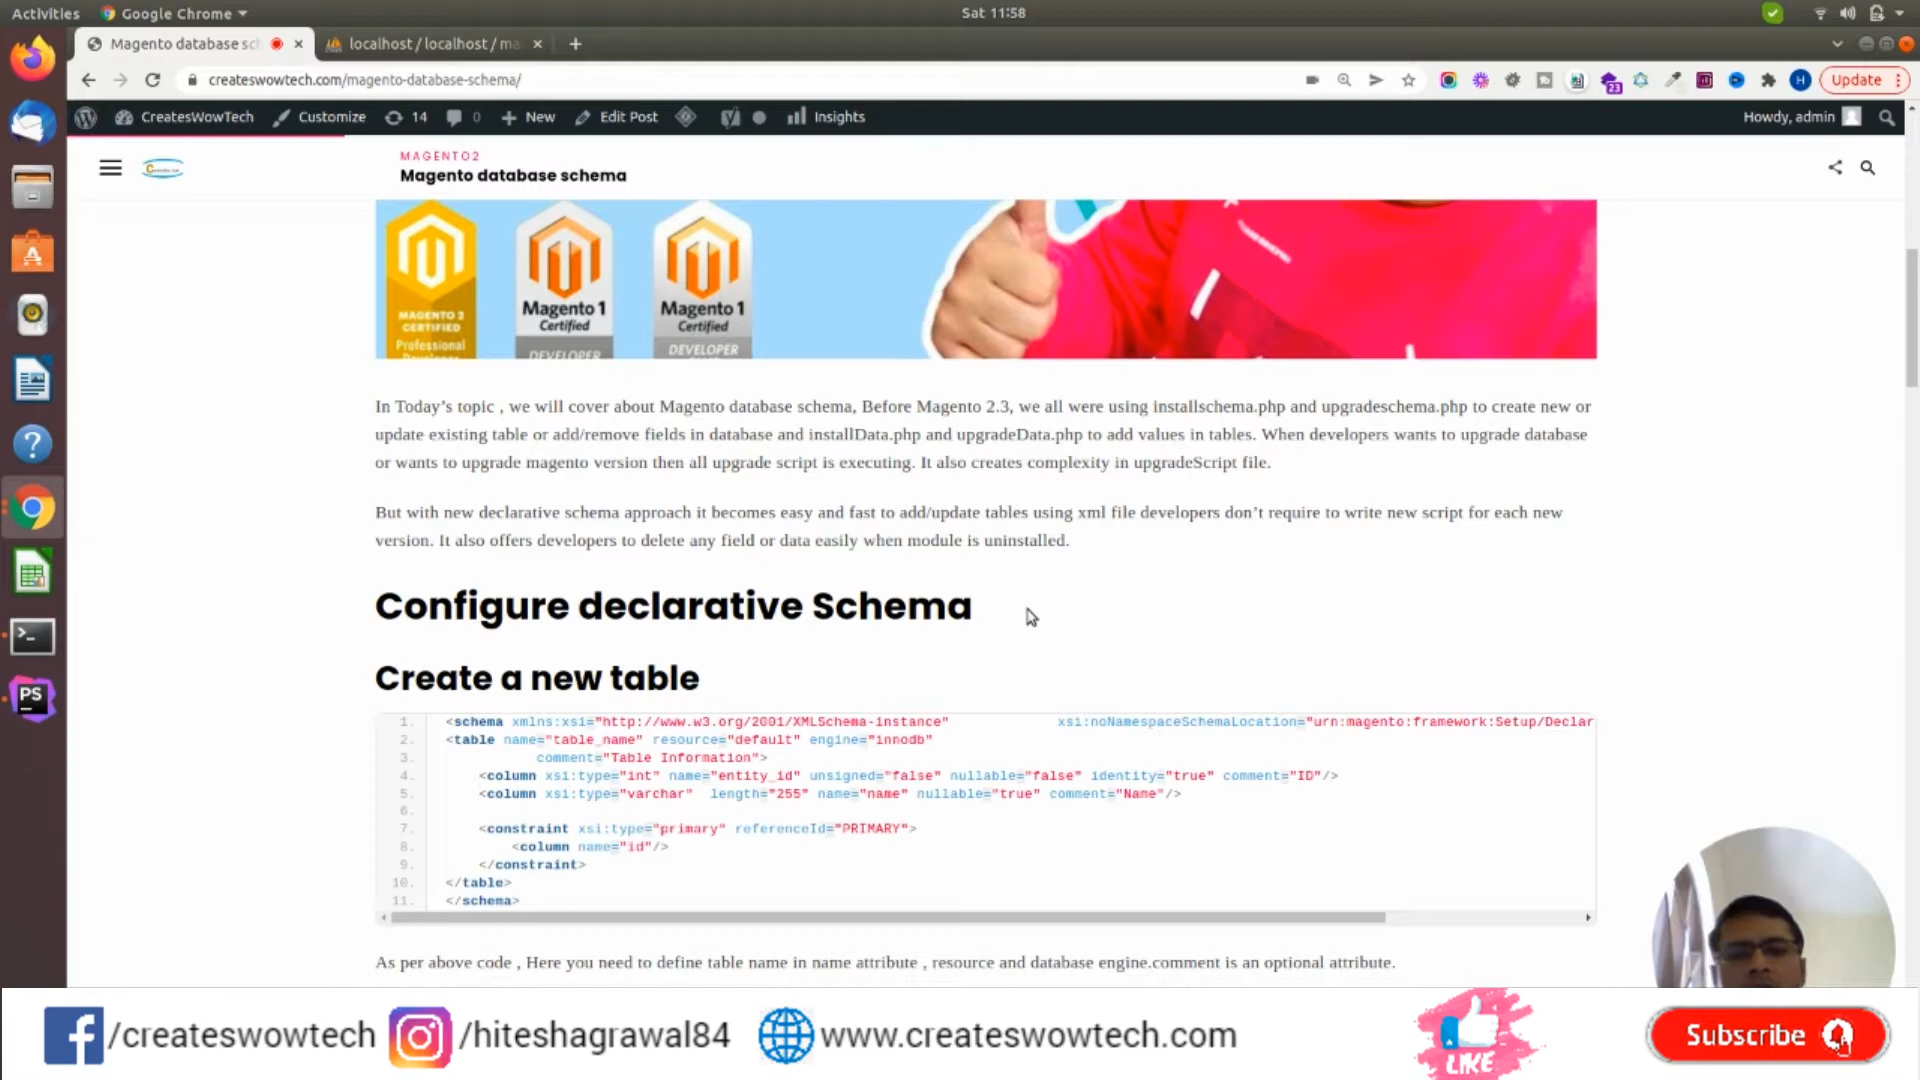 Activities
Google Chrome
Sat 11:58
Magento database sc
localhost / localhost / ma
createswowtech.com/magento-database-schema/
23
H
Update
CreatesWowTech
Customize
14
0
New
Edit Post
Insights
Howdy, admin
MAGENTO2
Magento database schema
MAGENTO 2
CERTIFIED
Professional
Developer
Magento 1
Certified
DEVELOPER
Magento 1
Certified
DEVELOPER
In Today’s topic , we will cover about Magento database schema, Before Magento 2.3, we all were using installschema.php and upgradeschema.php to create new or
update existing table or add/remove fields in database and installData.php and upgradeData.php to add values in tables. When developers wants to upgrade database
or wants to upgrade magento version then all upgrade script is executing. It also creates complexity in upgradeScript file.
But with new declarative schema approach it becomes easy and fast to add/update tables using xml file developers don’t require to write new script for each new
version. It also offers developers to delete any field or data easily when module is uninstalled.
Configure declarative Schema
Create a new table
1. <schema xmlns:xsi="http://www.w3.org/2001/XMLSchema-instance" xsi:noNamespaceSchemaLocation="urn:magento:framework:Setup/Declar
2. <table name="table_name" resource="default" engine="innodb"
3. comment="Table Information">
4. <column xsi:type="int" name="entity_id" unsigned="false" nullable="false" identity="true" comment="ID"/>
5. <column xsi:type="varchar" length="255" name="name" nullable="true" comment="Name"/>
6.
7. <constraint xsi:type="primary" referenceId="PRIMARY">
8. <column name="id"/>
9. </constraint>
10. </table>
11. </schema>
As per above code , Here you need to define table name in name attribute , resource and database engine.comment is an optional attribute.
PS
/createswowtech
/hiteshagrawal84
www.createswowtech.com
LIKE
Subscribe